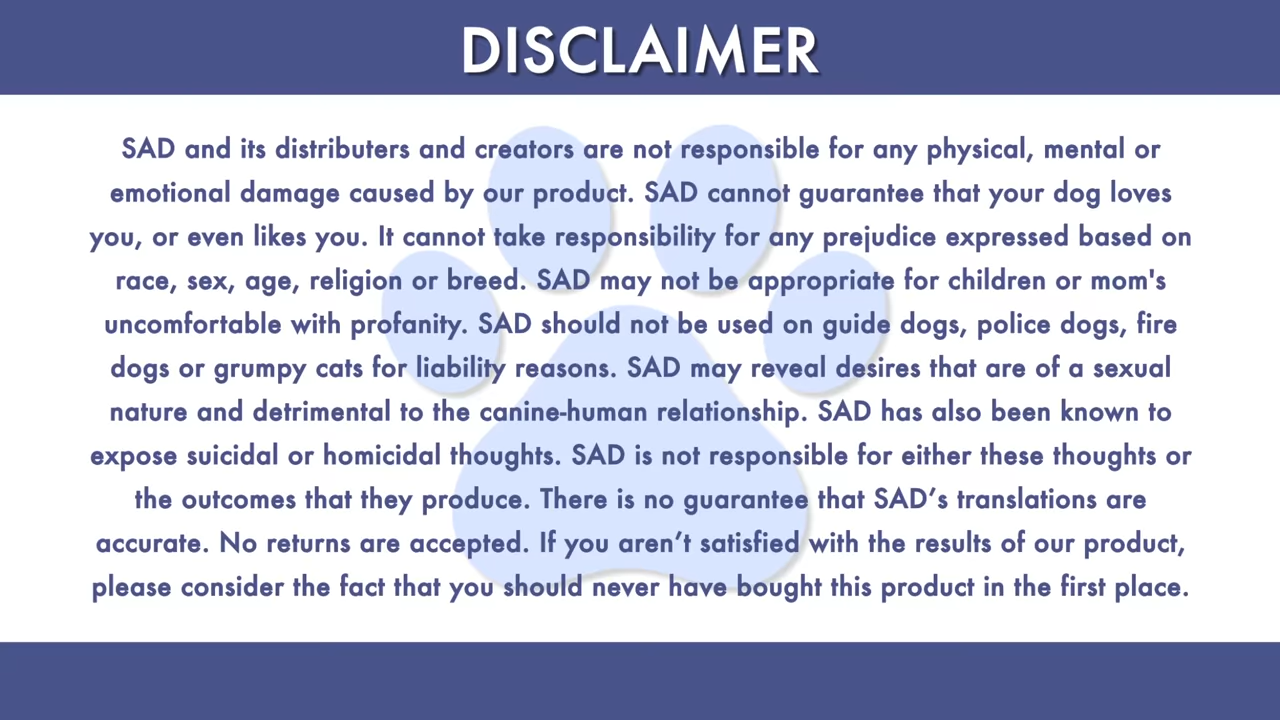 DISCLAIMER
SAD and its distributers and creators are not responsible for any physical, mental or
emotional damage caused by our product. SAD cannot guarantee that your dog loves
you, or even likes you. It cannot take responsibility for any prejudice expressed based on
race, sex, age, religion or breed. SAD may not be appropriate for children or mom's
uncomfortable with profanity. SAD should not be used on guide dogs, police dogs, fire
dogs or grumpy cats for liability reasons. SAD may reveal desires that are of a sexual
nature and detrimental to the canine-human relationship. SAD has also been known to
expose suicidal or homicidal thoughts. SAD is not responsible for either these thoughts or
the outcomes that they produce. There is no guarantee that SAD’s translations are
accurate. No returns are accepted. If you aren’t satisfied with the results of our product,
please consider the fact that you should never have bought this product in the first place.